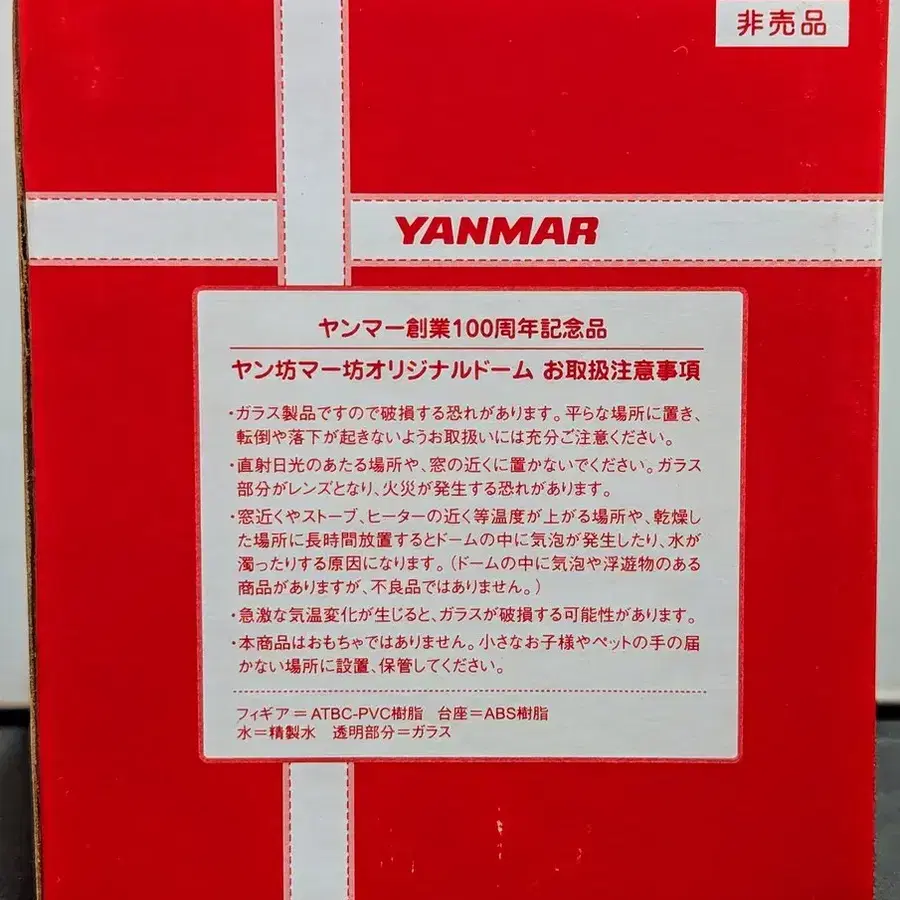 非売品
YANMAR
ヤンマー創業100周年記念品
ヤン坊マー坊オリジナルドーム お取扱注意事項
・ガラス製品ですので破損する恐れがあります。平らな場所に置き、
転倒や落下が起きないようお取扱いには充分ご注意ください。
・直射日光のあたる場所や、窓の近くに置かないでください。ガラス
部分がレンズとなり、火災が発生する恐れがあります。
・窓近くやストーブ、ヒーターの近く等温度が上がる場所や、乾燥し
た場所に長時間放置するとドームの中に気泡が発生したり、水が
濁ったりする原因になります。(ドームの中に気泡や浮遊物のある
商品がありますが、不良品ではありません。)
・急激な気温変化が生じると、ガラスが破損する可能性があります。
・本商品はおもちゃではありません。小さなお子様やペットの手の届
かない場所に設置、保管してください。
フィギア=ATBC-PVC樹脂 台座=ABS樹脂
水=精製水 透明部分=ガラス